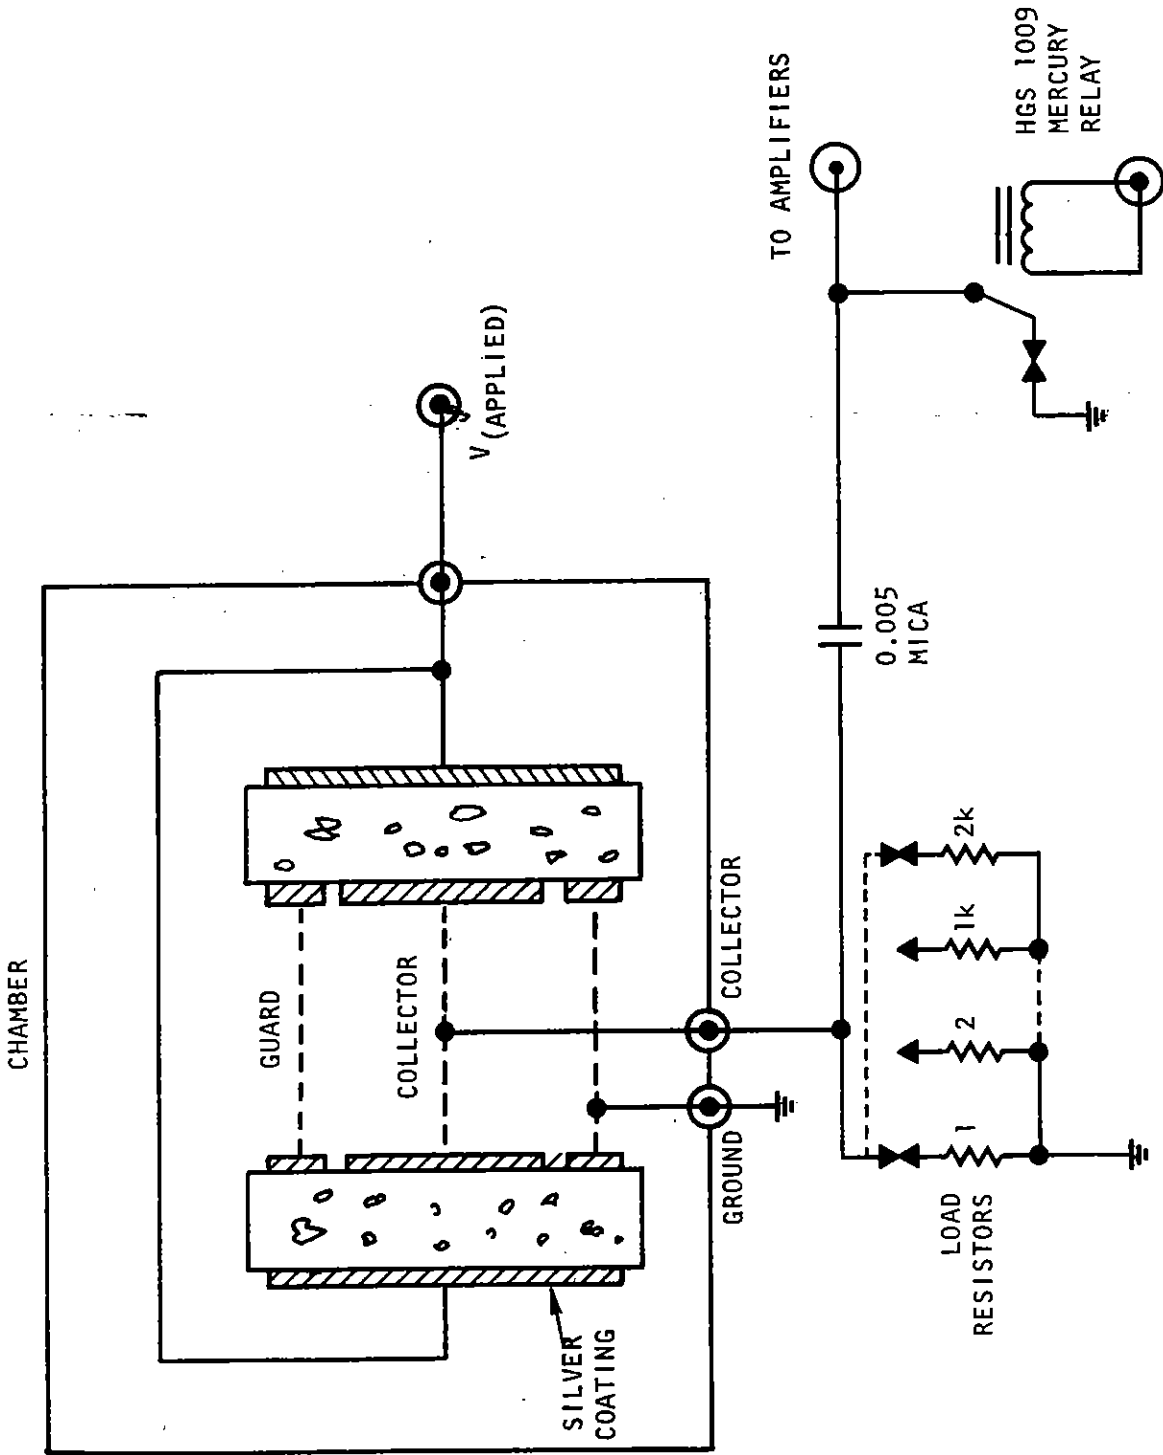 CHAMBER
GUARD
COLLECTOR
SILVER
COATING
GROUND
COLLECTOR
V(APPLIED)
TO AMPLIFIERS
HGS 1009
MERCURY
RELAY
0.005
MICA
LOAD
RESISTORS
1
2
1k
2k